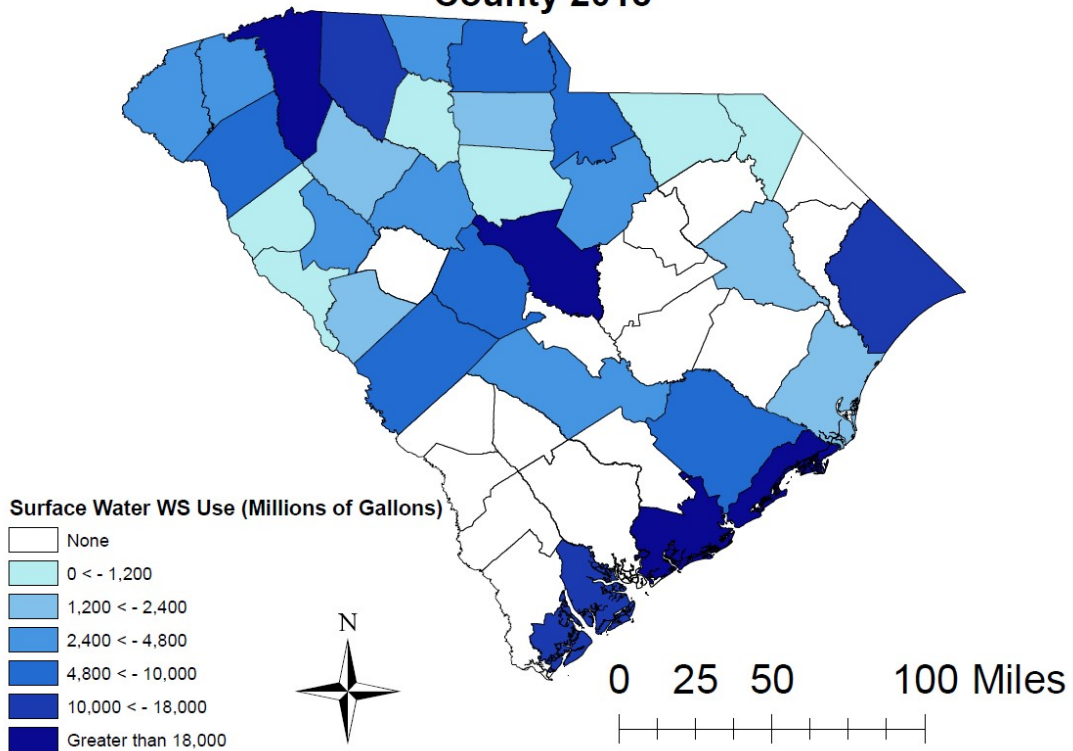 Surface Water WS Use (Millions of Gallons)
None
0 < - 1,200
1,200 < - 2,400
2,400 < - 4,800
4,800 < - 10,000
10,000 < - 18,000
Greater than 18,000
N
0 25 50 100 Miles